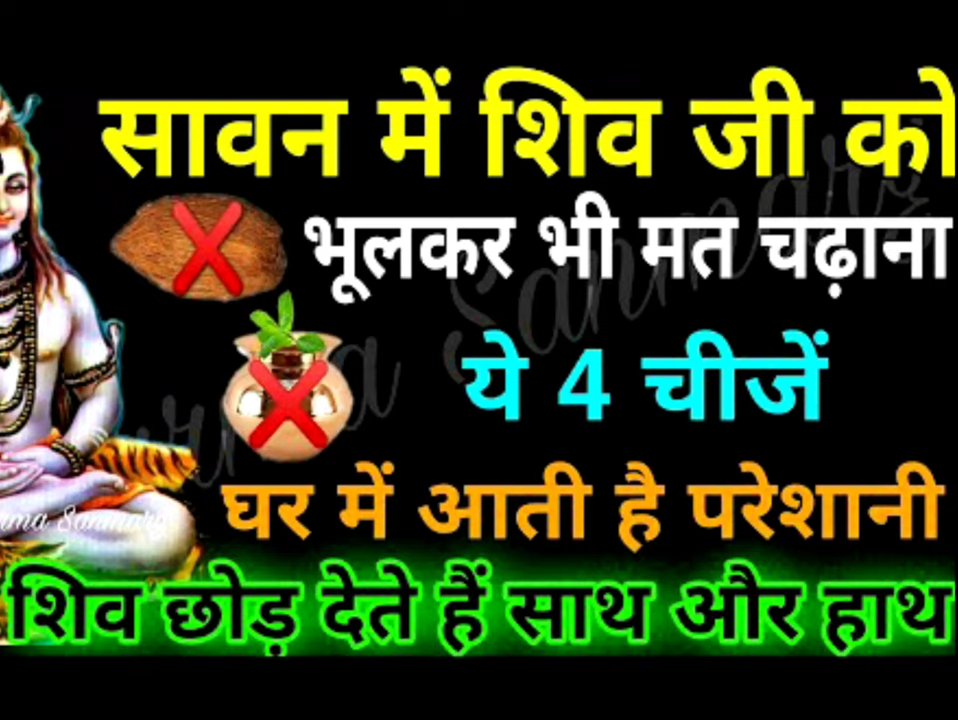 सावन में शिव जी को
भूलकर भी मत चढ़ाना
ये 4 चीजें
घर में आती है परेशानी
शिव छोड़ देते हैं साथ और हाथ